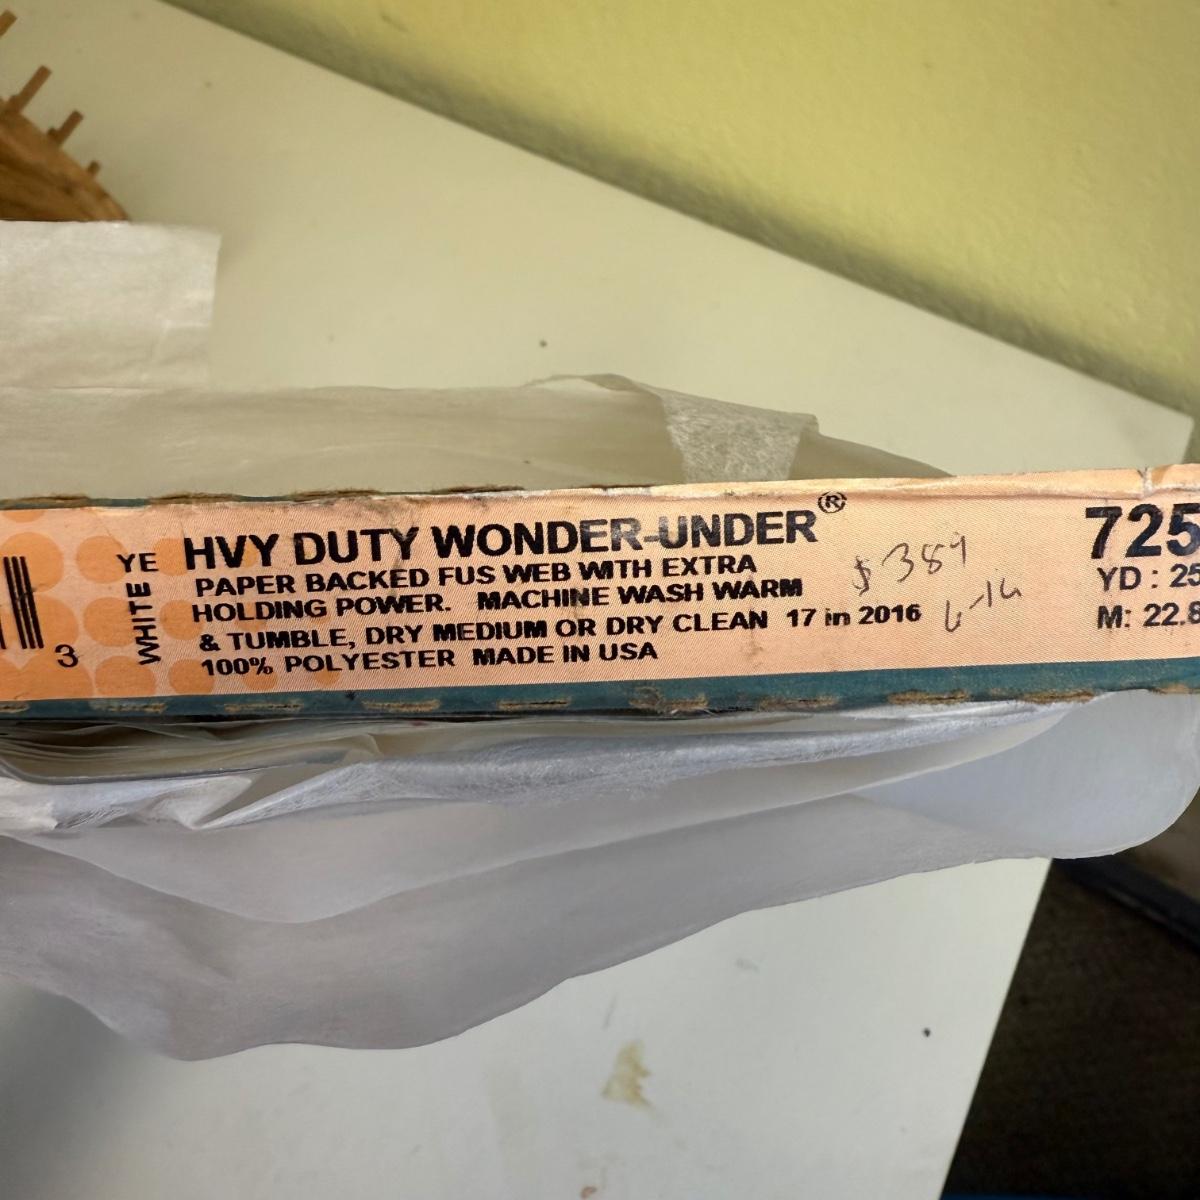 YE
WHITE
3
HVY DUTY WONDER-UNDER®
PAPER BACKED FUS WEB WITH EXTRA
HOLDING POWER. MACHINE WASH WARM
& TUMBLE, DRY MEDIUM OR DRY CLEAN 17 in 2016
100% POLYESTER MADE IN USA
$ 389
6-14
725
YD : 25
M: 22.8